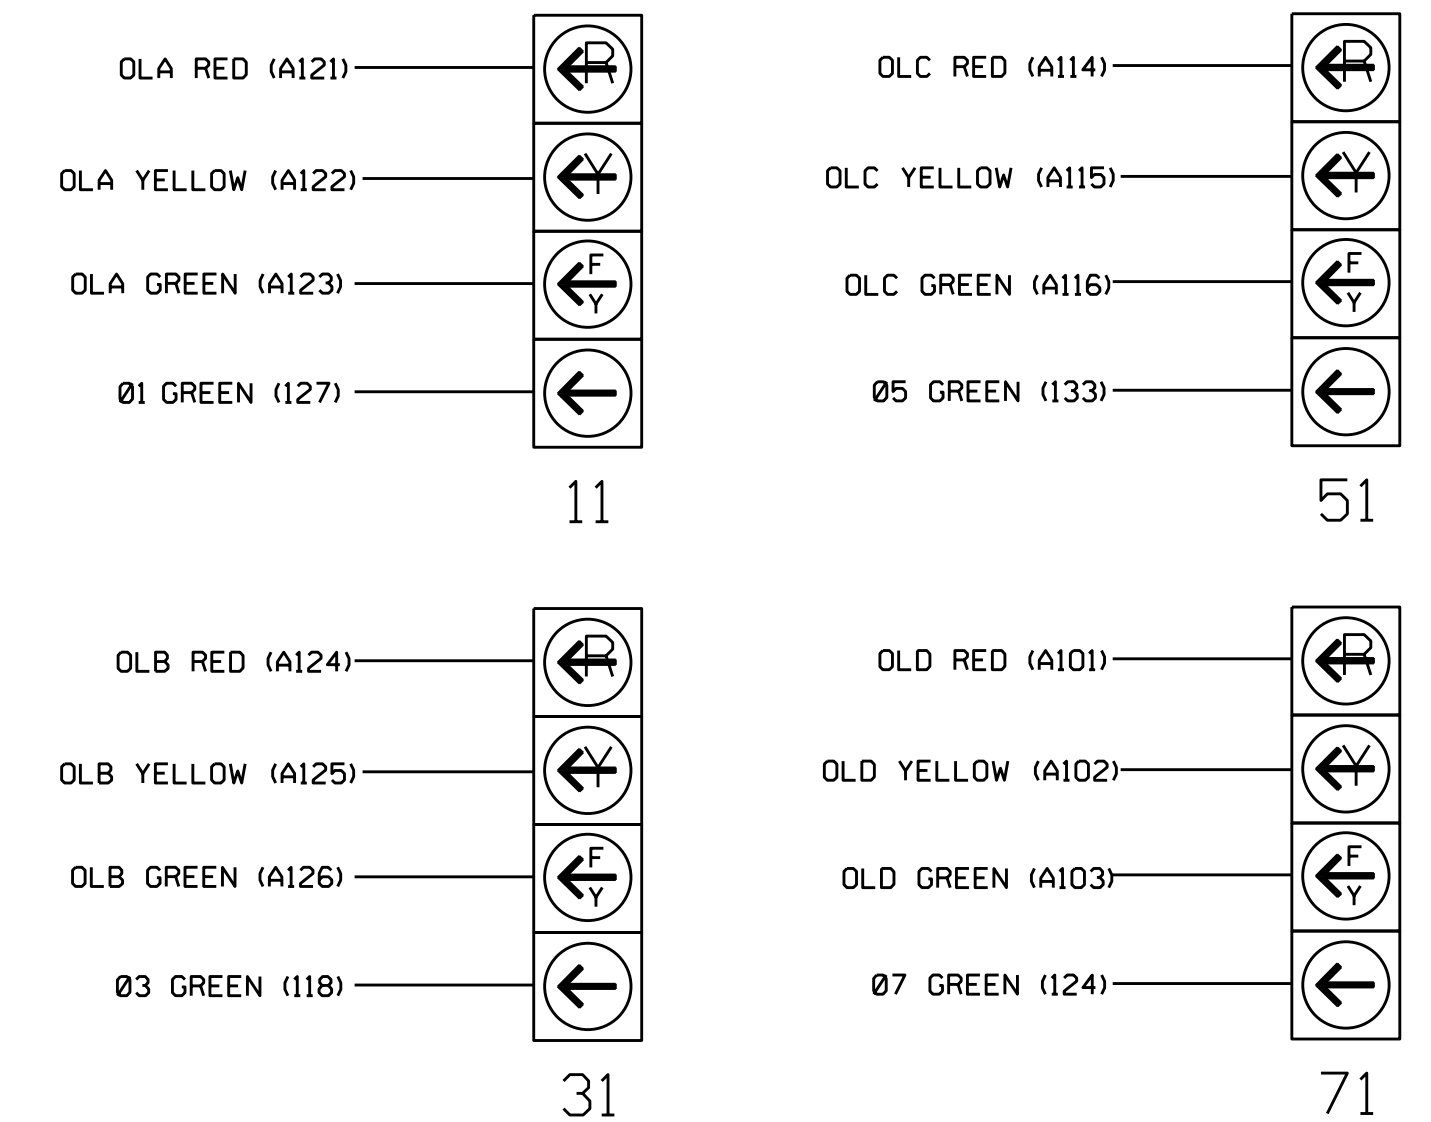 OLA RED (A121)
R
OLA YELLOW (A122)
Y
OLA GREEN (A123)
F
Y
Ø1 GREEN (127)
11
OLC RED (A114)
R
OLC YELLOW (A115)
Y
OLC GREEN (A116)
F
Y
Ø5 GREEN (133)
51
OLB RED (A124)
R
OLB YELLOW (A125)
Y
OLB GREEN (A126)
F
Y
Ø3 GREEN (118)
31
OLD RED (A101)
R
OLD YELLOW (A102)
Y
OLD GREEN (A103)
F
Y
Ø7 GREEN (124)
71